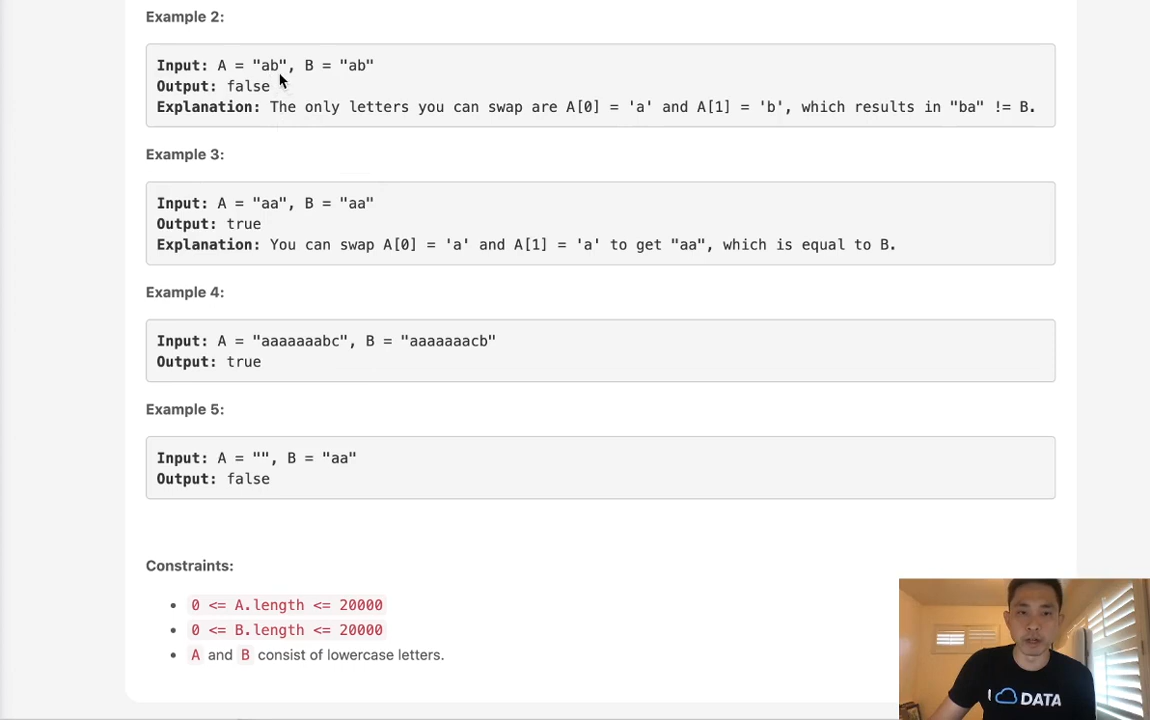 Example 2:
Input: A = "ab", B = "ab"
Output: false
Explanation: The only letters you can swap are A[0] = 'a' and A[1] = 'b', which results in "ba" != B.
Example 3:
Input: A = "aa", B = "aa"
Output: true
Explanation: You can swap A[0] = 'a' and A[1] = 'a' to get "aa", which is equal to B.
Example 4:
Input: A = "aaaaaaabc", B = "aaaaaaacb"
Output: true
Example 5:
Input: A = "", B = "aa"
Output: false
Constraints:
• 0 <= A.length <= 20000
• 0 <= B.length <= 20000
• A and B consist of lowercase letters.
I DATA